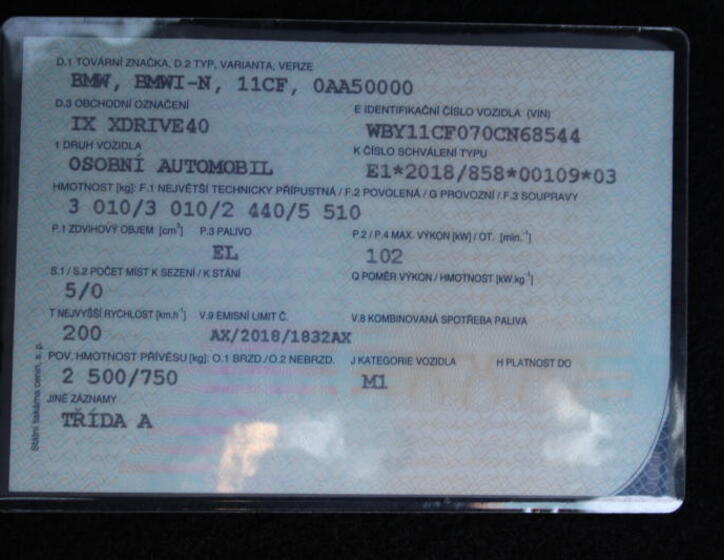 D.1 TOVÁRNÍ ZNAČKA, D.2 TYP, VARIANTA, VERZE
BMW, BMWI-N, 11CF, 0AA50000
D.3 OBCHODNÍ OZNAČENÍ E IDENTIFIKAČNÍ ČÍSLO VOZIDLA (VIN)
IX XDRIVE40 WBY11CF070CN68544
1 DRUH VOZIDLA K ČÍSLO SCHVÁLENÍ TYPU
OSOBNÍ AUTOMOBIL E1*2018/858*00109*03
HMOTNOST [kg]: F.1 NEJVĚTŠÍ TECHNICKY PŘÍPUSTNÁ / F.2 POVOLENÁ / G PROVOZNÍ / F.3 SOUPRAVY
3 010/3 010/2 440/5 510
P.1 ZDVIHOVÝ OBJEM [cm³] P.3 PALIVO P.2 / P.4 MAX. VÝKON [kW] / OT. [min.⁻¹]
EL 102
S.1 / S.2 POČET MÍST K SEZENÍ / K STÁNÍ Q POMĚR VÝKON / HMOTNOST [kW.kg⁻¹]
5/0
T NEJVYŠŠÍ RYCHLOST [km.h⁻¹] V.9 EMISNÍ LIMIT Č. V.8 KOMBINOVANÁ SPOTŘEBA PALIVA
200 AX/2018/1832AX
POV. HMOTNOST PŘÍVĚSU [kg]: O.1 BRZD./O.2 NEBRZD. J KATEGORIE VOZIDLA H PLATNOST DO
2 500/750 M1
JINÉ ZÁZNAMY
TŘÍDA A
Státní tiskárna cenin, s. p.